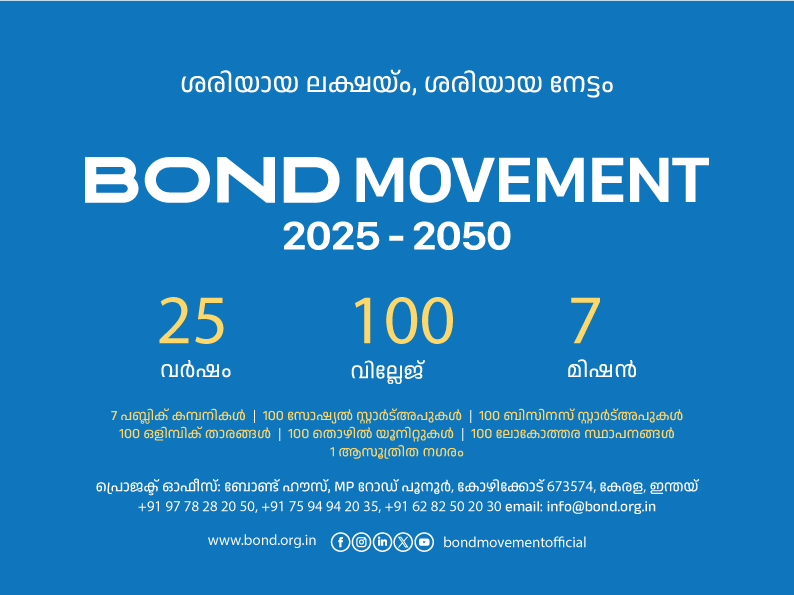 ശരിയായ ലക്ഷയ്ം, ശരിയായ നേട്ടം
BOND MOVEMENT
2025 - 2050
25 100 7
വർഷം വില്ലേജ് മിഷൻ
7 പബ്ലിക് കമ്പനികൾ | 100 സോഷ്യൽ സ്റ്റാർട്അപുകൾ | 100 ബിസിനസ് സ്റ്റാർട്അപുകൾ
100 ഒളിമ്പിക് താരങ്ങൾ | 100 തൊഴിൽ യൂനിറ്റുകൾ | 100 ലോകോത്തര സ്ഥാപനങ്ങൾ
1 ആസൂത്രിത നഗരം
പ്രൊജക്ട് ഓഫീസ്: ബോണ്ട് ഹൗസ്, MP റോഡ് പൂനൂർ, കോഴിക്കോട് 673574, കേരള, ഇന്തയ്
+91 97 78 28 20 50, +91 75 94 94 20 35, +91 62 82 50 20 30 email: info@bond.org.in
www.bond.org.in bondmovementofficial